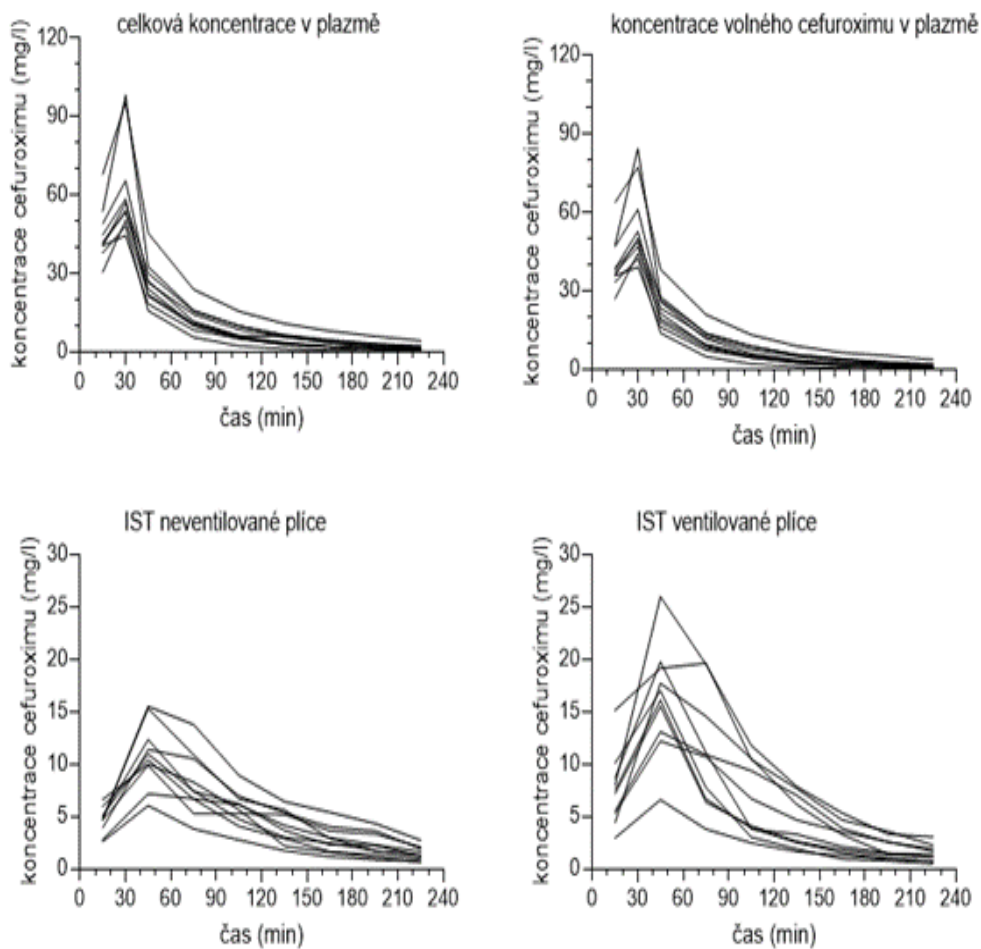 celková koncentrace v plazmě
koncentrace cefuroximu (mg/l)
120
90
60
30
0
0 30 60 90 120 150 180 210 240
čas (min)
koncentrace volného cefuroximu v plazmě
koncentrace cefuroximu (mg/l)
120
90
60
30
0
0 30 60 90 120 150 180 210 240
čas (min)
IST neventilované plíce
koncentrace cefuroximu (mg/l)
30
25
20
15
10
5
0
0 30 60 90 120 150 180 210 240
čas (min)
IST ventilované plíce
koncentrace cefuroximu (mg/l)
30
25
20
15
10
5
0
0 30 60 90 120 150 180 210 240
čas (min)